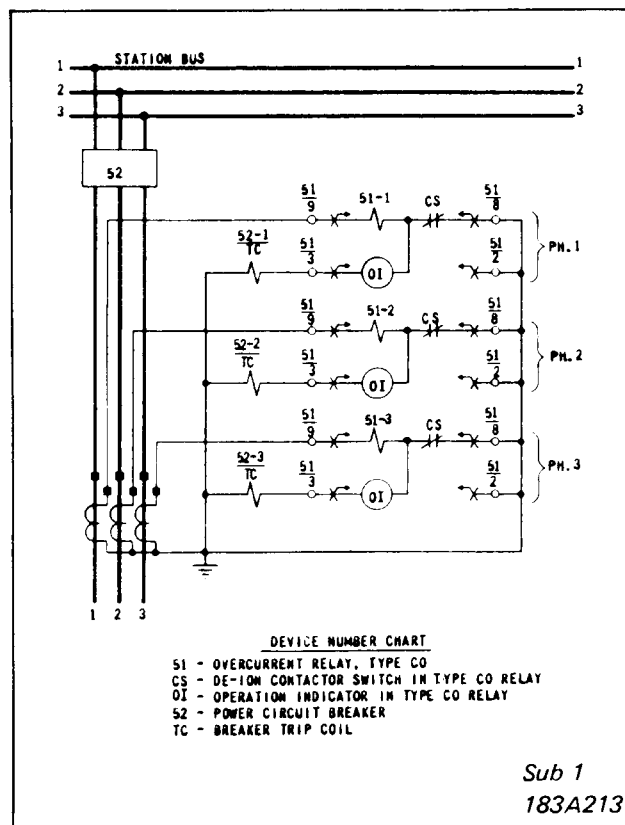 STATION BUS
1 1
2 2
3 3
52
51/9 51-1 CS 51/8
52-1/TC 51/3 OI 51/2 PH. 1
51/9 51-2 CS 51/8
52-2/TC 51/3 OI 51/2 PH. 2
51/9 51-3 CS 51/8
52-3/TC 51/3 OI 51/2 PH. 3
1 2 3
DEVICE NUMBER CHART
51 - OVERCURRENT RELAY, TYPE CO
CS - DE-ION CONTACTOR SWITCH IN TYPE CO RELAY
OI - OPERATION INDICATOR IN TYPE CO RELAY
52 - POWER CIRCUIT BREAKER
TC - BREAKER TRIP COIL
Sub 1
183A213